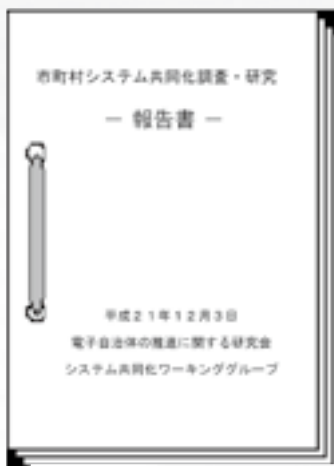 市町村システム共同化調査・研究
― 報告書 ―
平成21年12月3日
電子自治体の推進に関する研究会
システム共同化ワーキンググループ